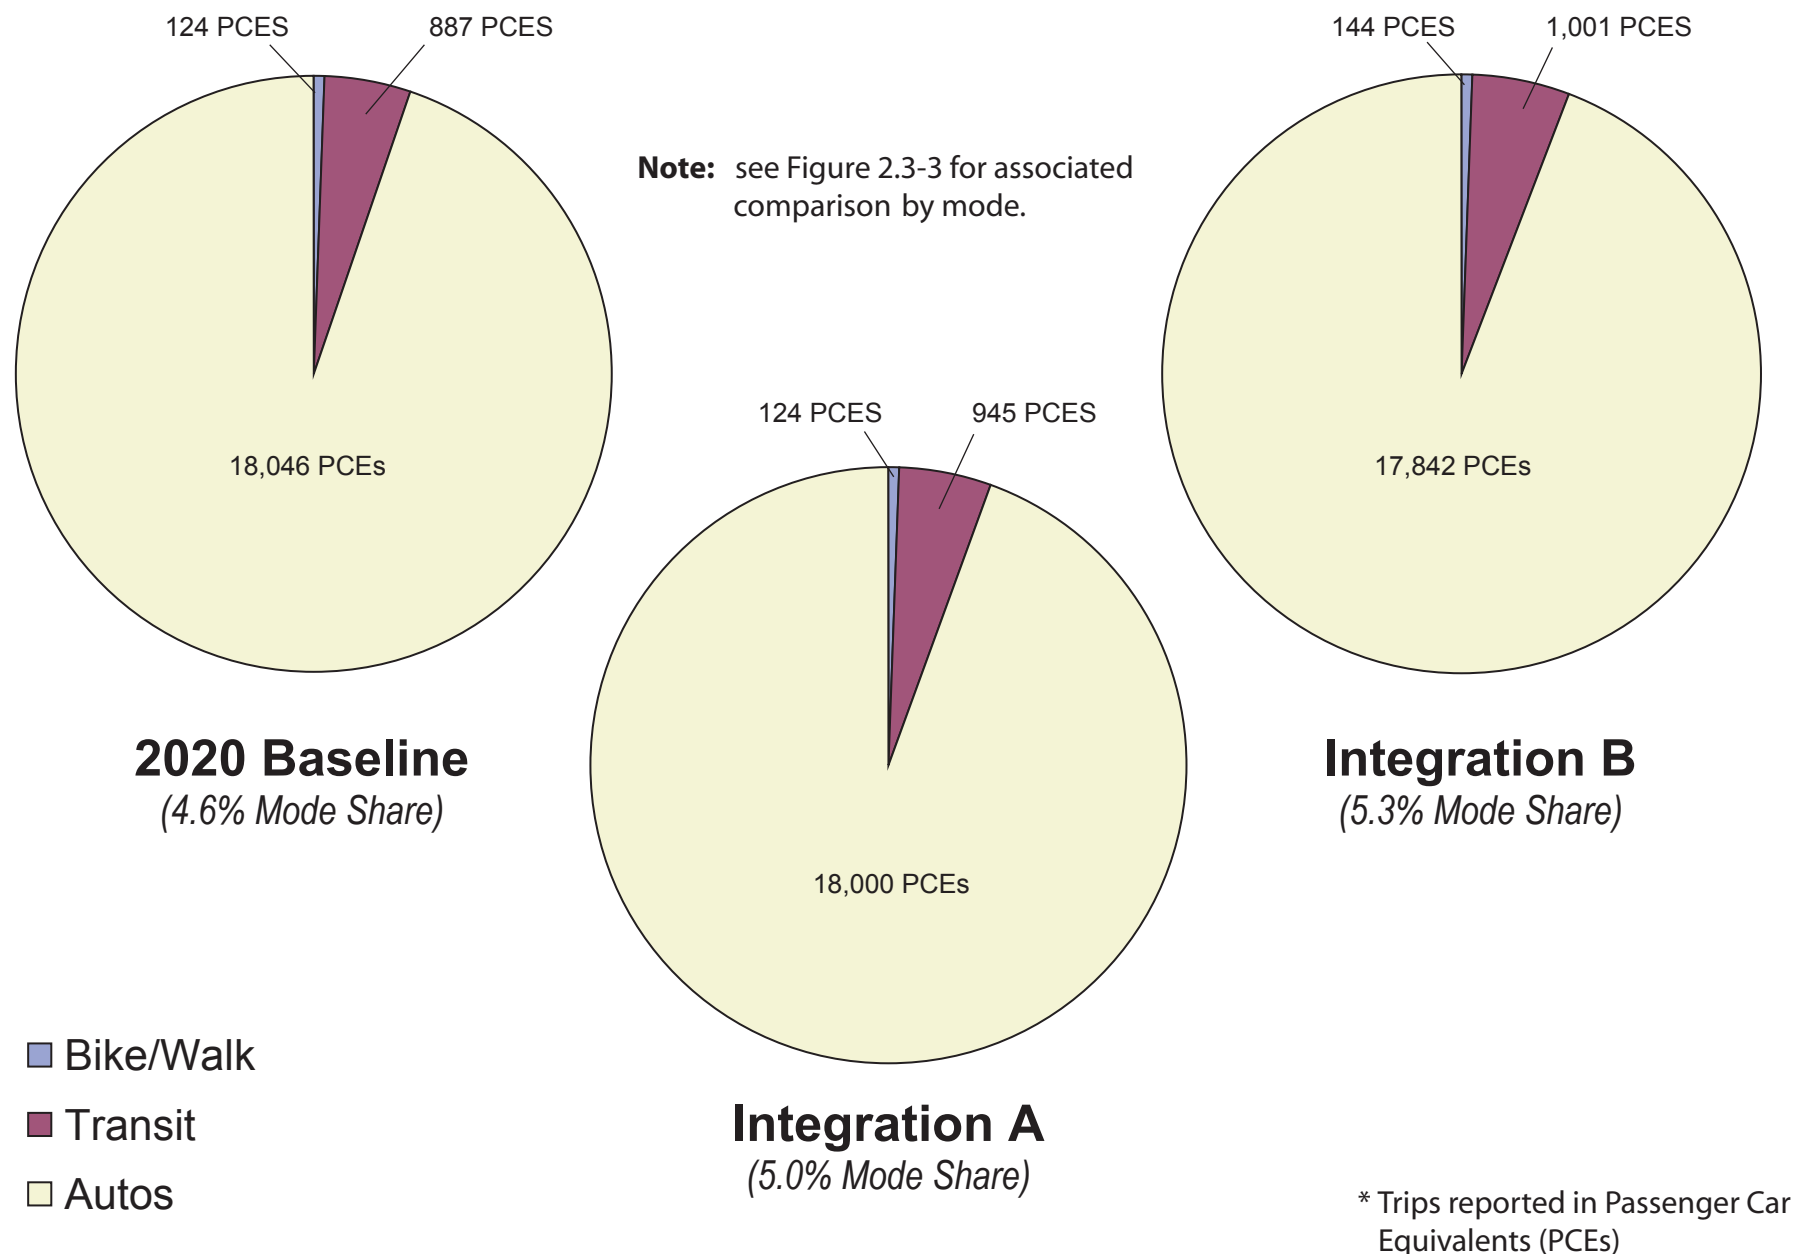 124 PCES
887 PCES
144 PCES
1,001 PCES
Note: see Figure 2.3-3 for associated
comparison by mode.
18,046 PCEs
124 PCES
945 PCES
17,842 PCEs
2020 Baseline
(4.6% Mode Share)
Integration B
(5.3% Mode Share)
18,000 PCEs
Integration A
(5.0% Mode Share)
Bike/Walk
Transit
Autos
* Trips reported in Passenger Car
Equivalents (PCEs)